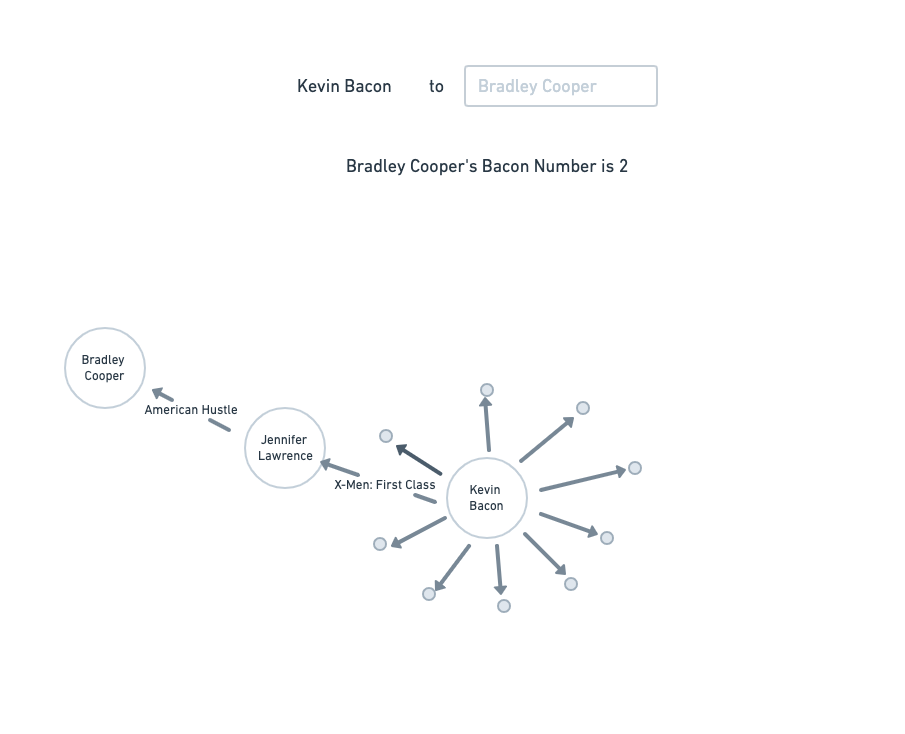 Kevin Bacon to Bradley Cooper
Bradley Cooper's Bacon Number is 2
Bradley
Cooper
American Hustle
Jennifer
Lawrence
X-Men: First Class
Kevin
Bacon